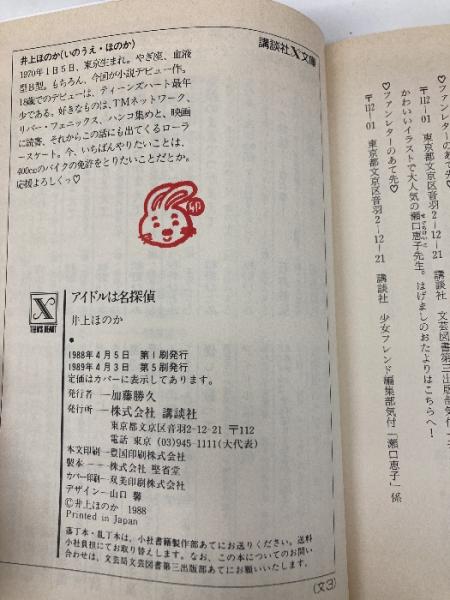 ♡ファンレターのあて先♡
〒112-01 東京都文京区音羽2-12-21 講談社 文芸図書第三出版部気付
かわいいイラストで大人気の瀬口恵子先生。はげましのおたよりはこちらへ!
〒112-01 東京都文京区音羽2-12-21 講談社 少女フレンド編集部気付「瀬口恵子」係
♡ファンレターのあて先♡
講談社X文庫
井上ほのか(いのうえ・ほのか)
1970年1月5日、東京生まれ。やぎ座、血液
型B型。もちろん、今回が小説デビュー作。
18歳でのデビューは、ティーンズハート最年
少である。好きなものは、TMネットワーク、
リバー・フェニックス、ハンコ集めと、映画
に読書、それからこの話にも出てくるローラ
ースケート。今、いちばんやりたいことは、
400ccのバイクの免許をとりたいことだとか。
応援よろしくっ♡
X
TEEN'S HEART
アイドルは名探偵
井上ほのか
●
1988年4月5日 第1刷発行
1989年4月3日 第5刷発行
定価はカバーに表示してあります。
発行者—加藤勝久
発行所—株式会社 講談社
東京都文京区音羽2-12-21 〒112
電話 東京 (03)945-1111(大代表)
本文印刷—豊国印刷株式会社
製本—株式会社 堅省堂
カバー印刷—双美印刷株式会社
デザイン—山口 馨
©井上ほのか 1988
Printed in Japan
落丁本・乱丁本は、小社書籍製作部あてにお送りください。送料
小社負担にてお取り替えします。なお、この本についてのお問い
合わせは、文芸局文芸図書第三出版部あてにお願いいたします。
(文3)